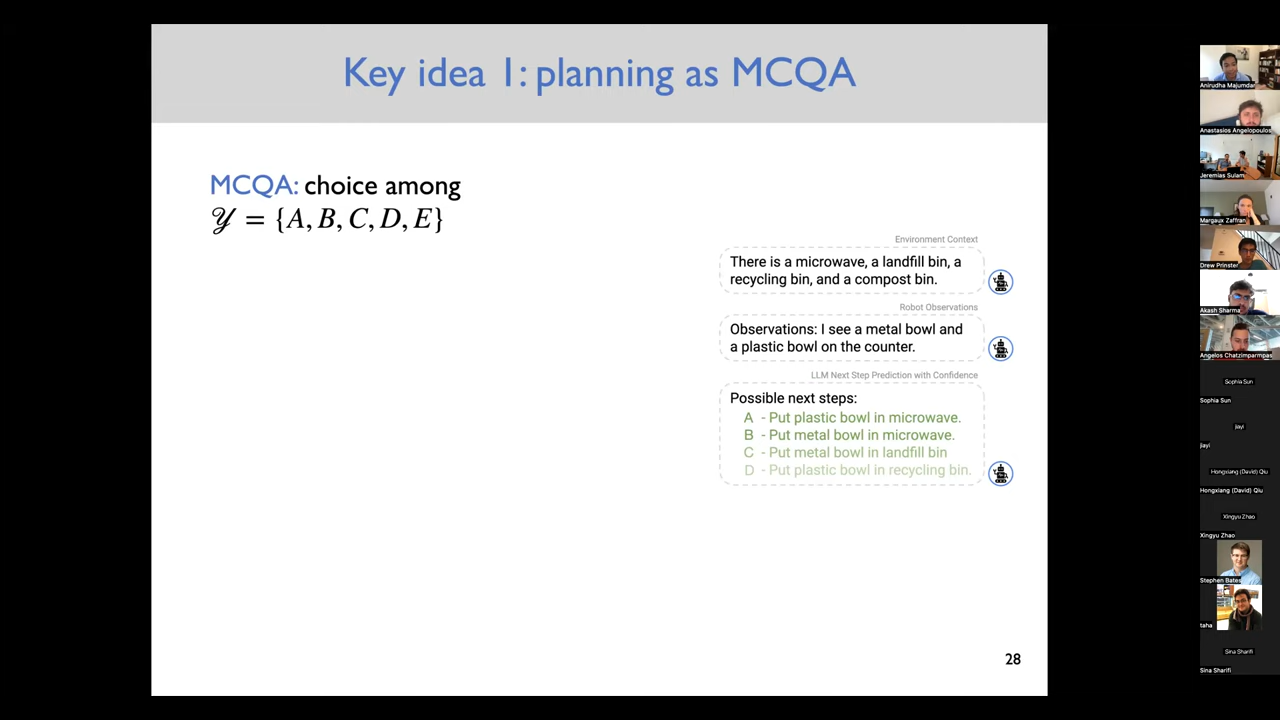 Key idea 1: planning as MCQA
MCQA: choice among
𝒴 = {A, B, C, D, E}
Environment Context
There is a microwave, a landfill bin, a
recycling bin, and a compost bin.
Robot Observations
Observations: I see a metal bowl and
a plastic bowl on the counter.
LLM Next Step Prediction with Confidence
Possible next steps:
A - Put plastic bowl in microwave.
B - Put metal bowl in microwave.
C - Put metal bowl in landfill bin
D - Put plastic bowl in recycling bin.
28
Anirudha Majumdar
Anastasios Angelopoulos
Jeremias Sulam
Margaux Zaffran
Drew Prinster
Akash Sharma
Angelos Chatzimparmpas
Sophia Sun
Sophia Sun
Jiayi
Jiayi
Hongxiang (David) Qiu
Hongxiang (David) Qiu
Xingyu Zhao
Xingyu Zhao
Stephen Bates
taha
Sina Sharifi
Sina Sharifi